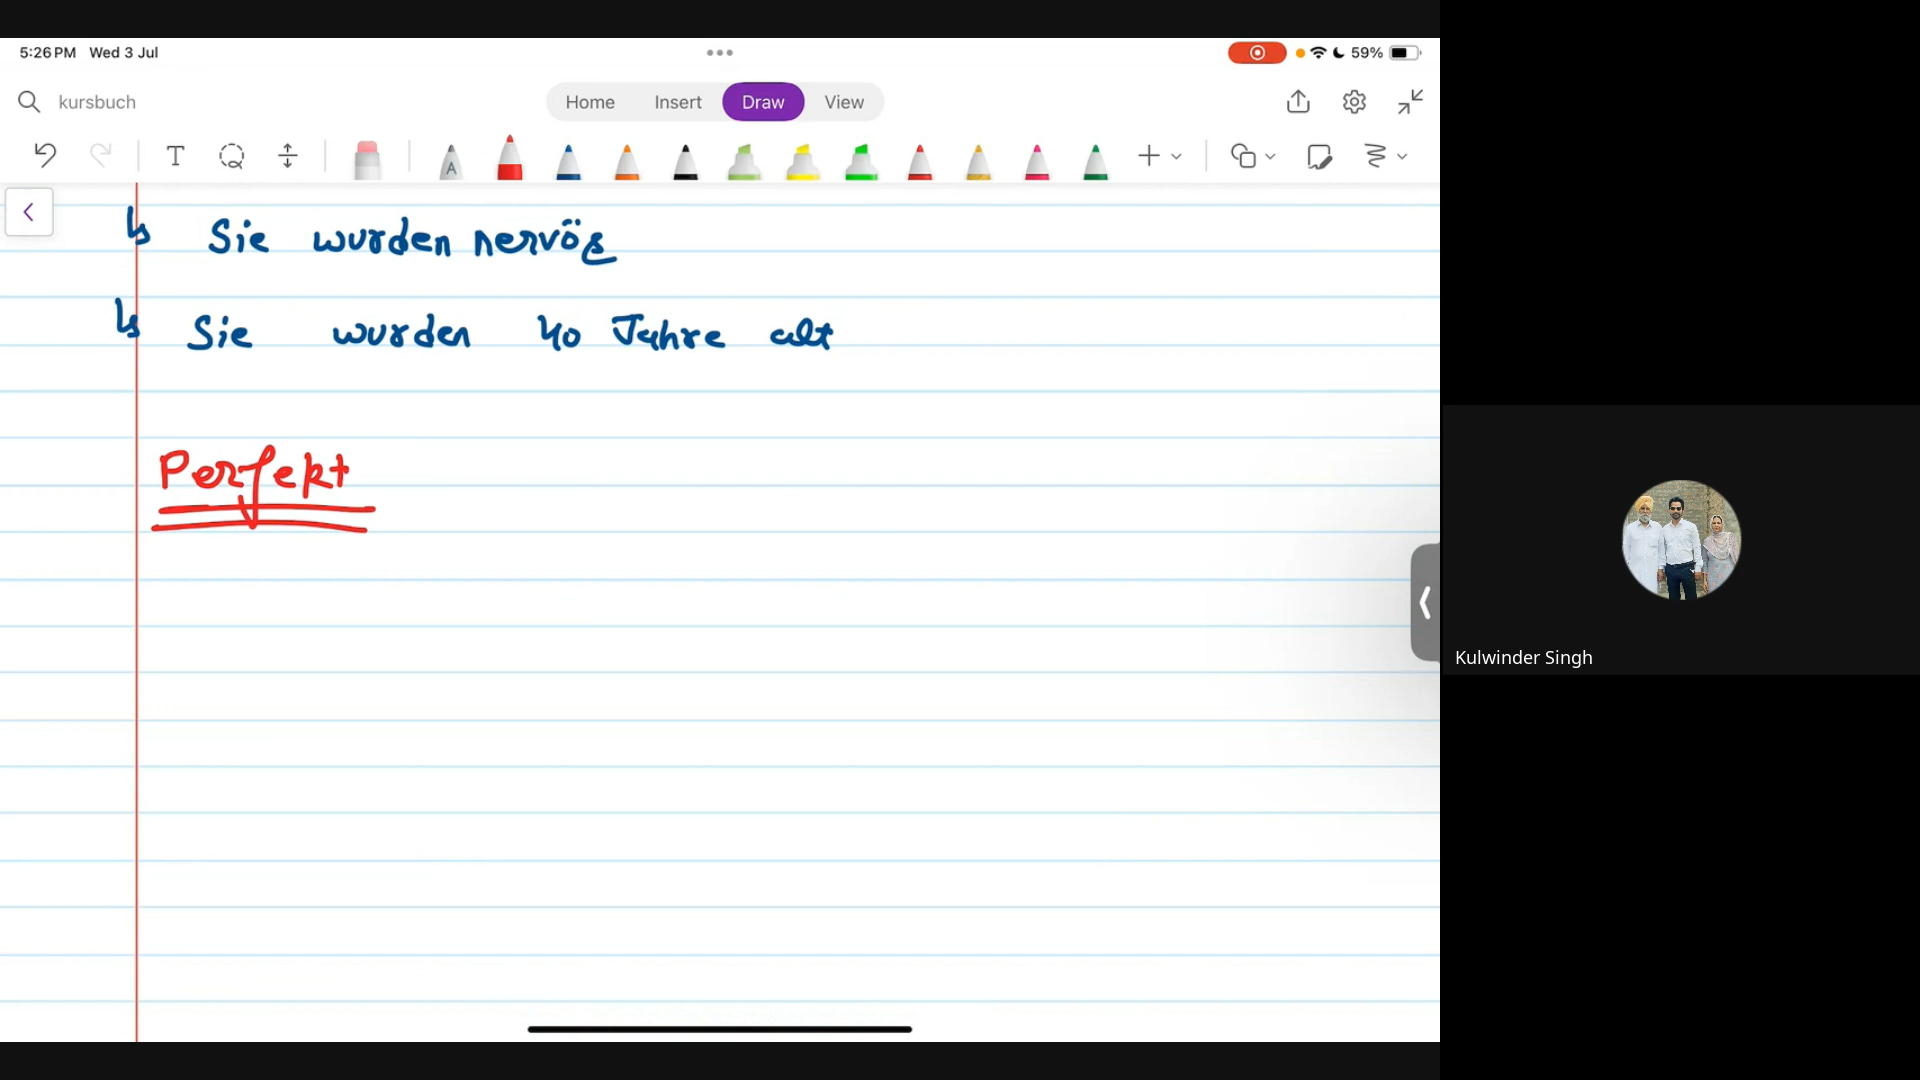 5:26 PM Wed 3 Jul
59%
kursbuch
Home Insert Draw View
T A
Sie wurden nervös
Sie wurden 40 Jahre alt
Perfekt
Kulwinder Singh